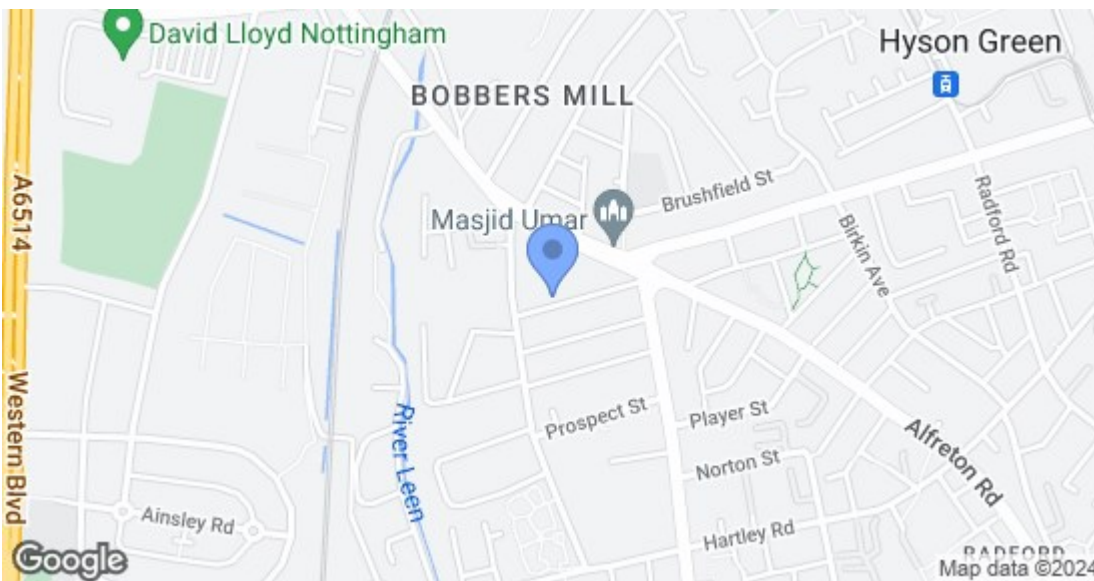 David Lloyd Nottingham
Hyson Green
BOBBERS MILL
A6514
Brushfield St
Masjid Umar
Radford Rd
Birkin Ave
Western Blvd
Prospect St
Player St
River Leen
Alfreton Rd
Norton St
Ainsley Rd
Hartley Rd
RADFORD
Google
Map data ©2024